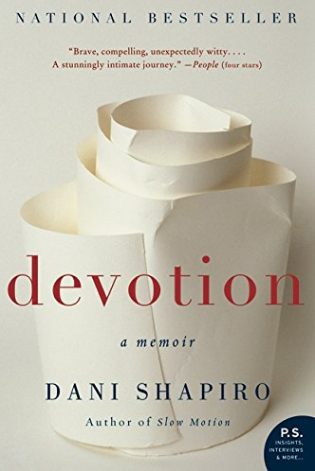 NATIONAL BESTSELLER
“Brave, compelling, unexpectedly witty. . . .
A stunningly intimate journey.” —People (four stars)
devotion
a memoir
DANI SHAPIRO
Author of Slow Motion
P.S.
INSIGHTS,
INTERVIEWS
& MORE...